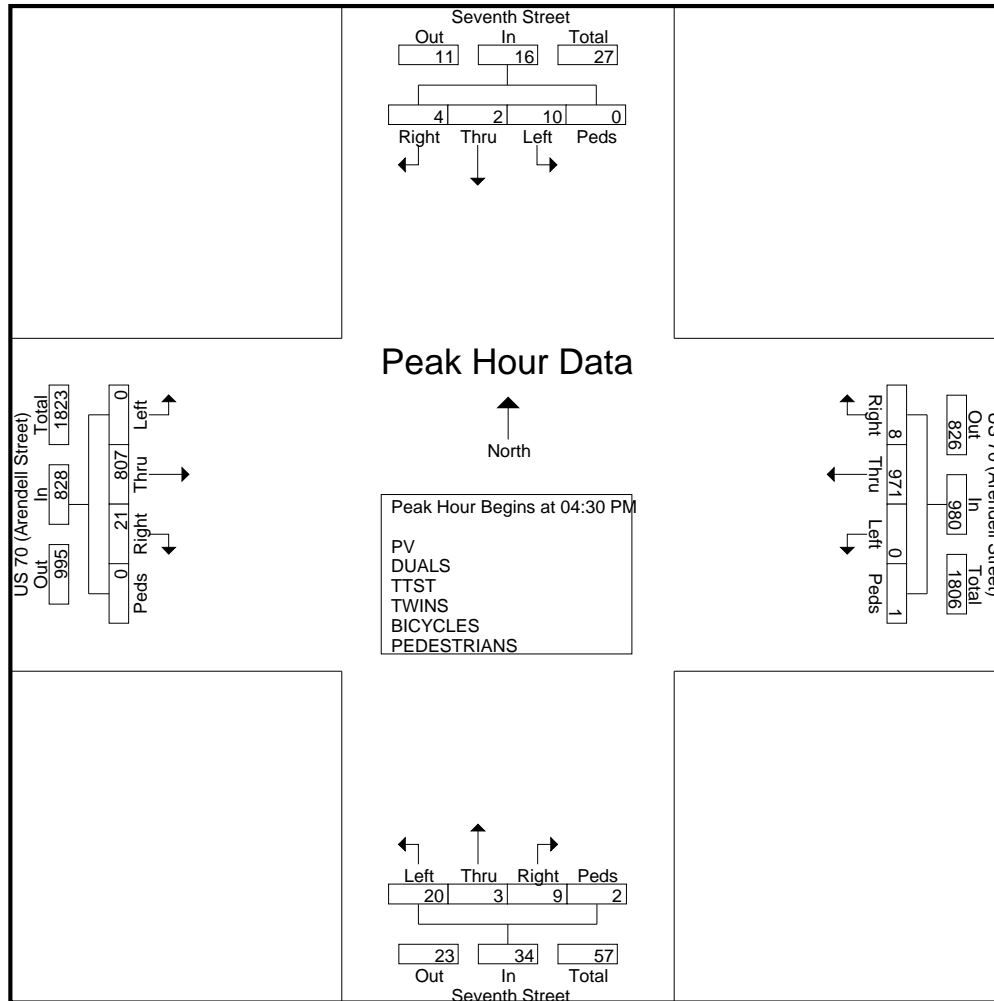 Seventh Street
Out In Total
11 16 27
4 2 10 0
Right Thru Left Peds
Peak Hour Data
North
Peak Hour Begins at 04:30 PM
PV
DUALS
TTST
TWINS
BICYCLES
PEDESTRIANS
US 70 (Arendell Street)
Total In Out
1823 828 995
0 807 21 0
Left Thru Right Peds
US 70 (Arendell Street)
Out In Total
826 980 1806
8 971 0 1
Right Thru Left Peds
Left Thru Right Peds
20 3 9 2
23 34 57
Out In Total
Seventh Street